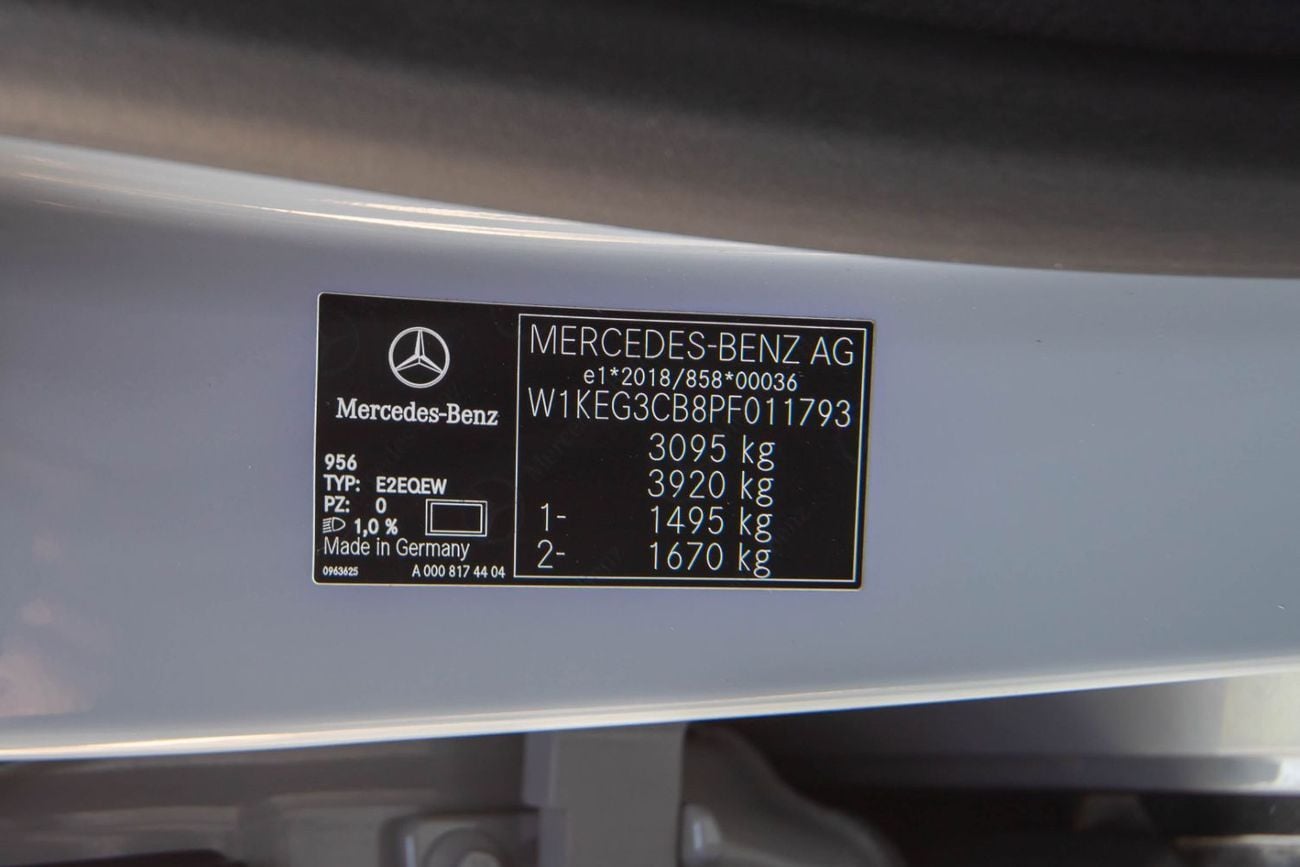 Mercedes-Benz
956
TYP: E2EQEW
PZ: 0
1,0 %
Made in Germany
0963625 A 000 817 44 04
MERCEDES-BENZ AG
e1*2018/858*00036
W1KEG3CB8PF011793
3095 kg
3920 kg
1- 1495 kg
2- 1670 kg